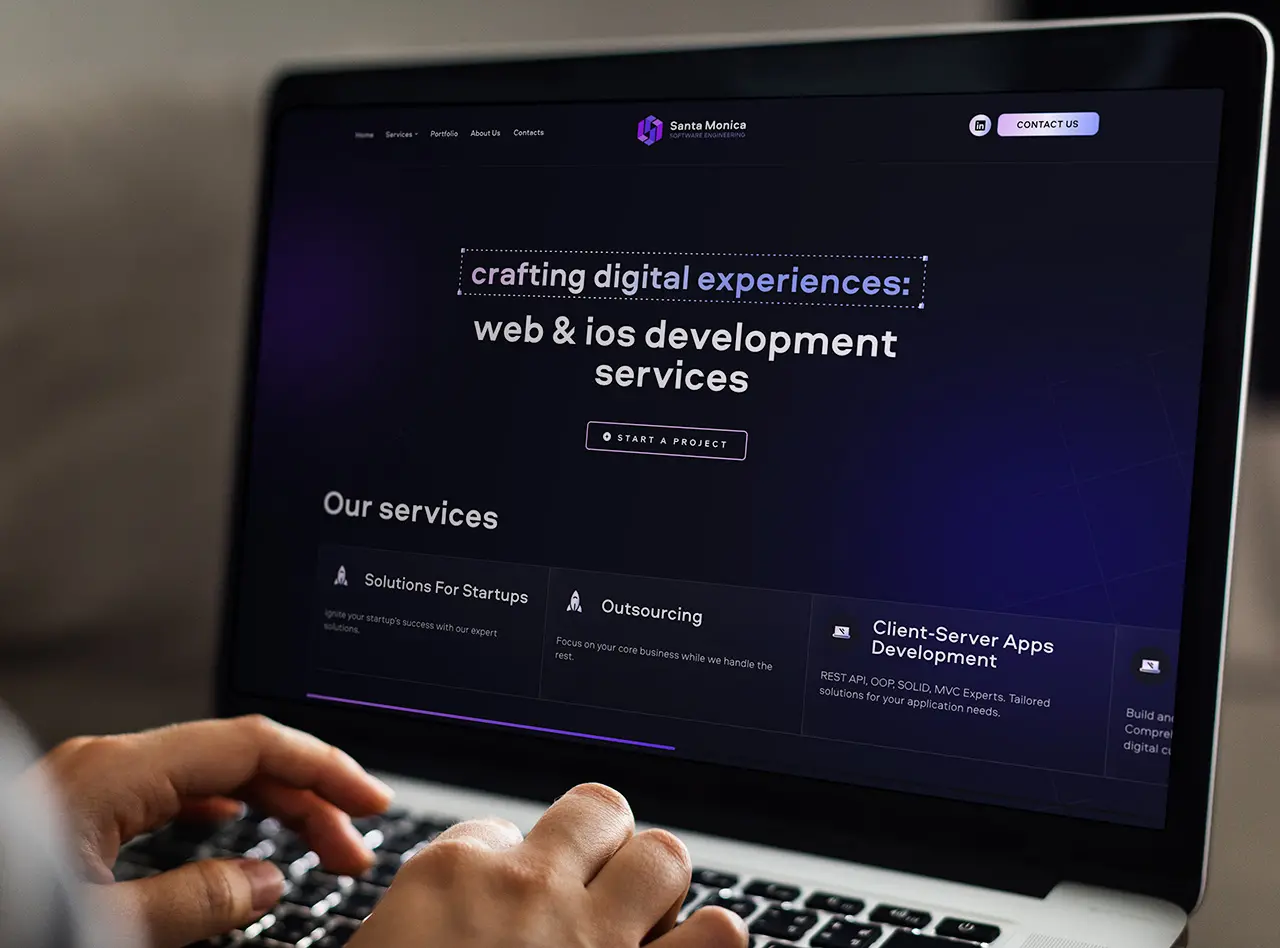 Home Services Portfolio About Us Contacts
Santa Monica
SOFTWARE ENGINEERING
in
CONTACT US
crafting digital experiences:
web & ios development
services
START A PROJECT
Our services
Solutions For Startups
Ignite your startup's success with our expert
solutions.
Outsourcing
Focus on your core business while we handle the
rest.
Client-Server Apps
Development
REST API, OOP, SOLID, MVC Experts. Tailored
solutions for your application needs.
Build an
Compre
digital cu